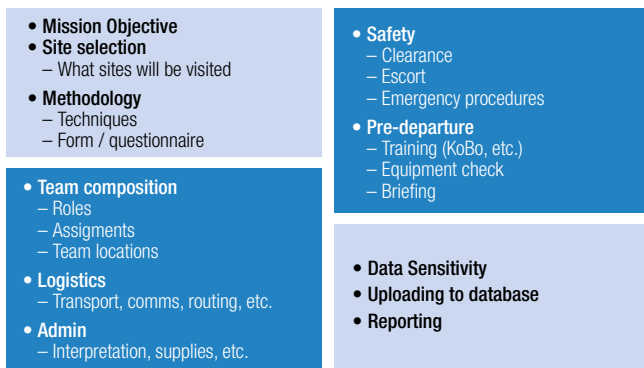 • Mission Objective
• Site selection
– What sites will be visited
• Methodology
– Techniques
– Form / questionnaire
• Team composition
– Roles
– Assigments
– Team locations
• Logistics
– Transport, comms, routing, etc.
• Admin
– Interpretation, supplies, etc.
• Safety
– Clearance
– Escort
– Emergency procedures
• Pre-departure
– Training (KoBo, etc.)
– Equipment check
– Briefing
• Data Sensitivity
• Uploading to database
• Reporting